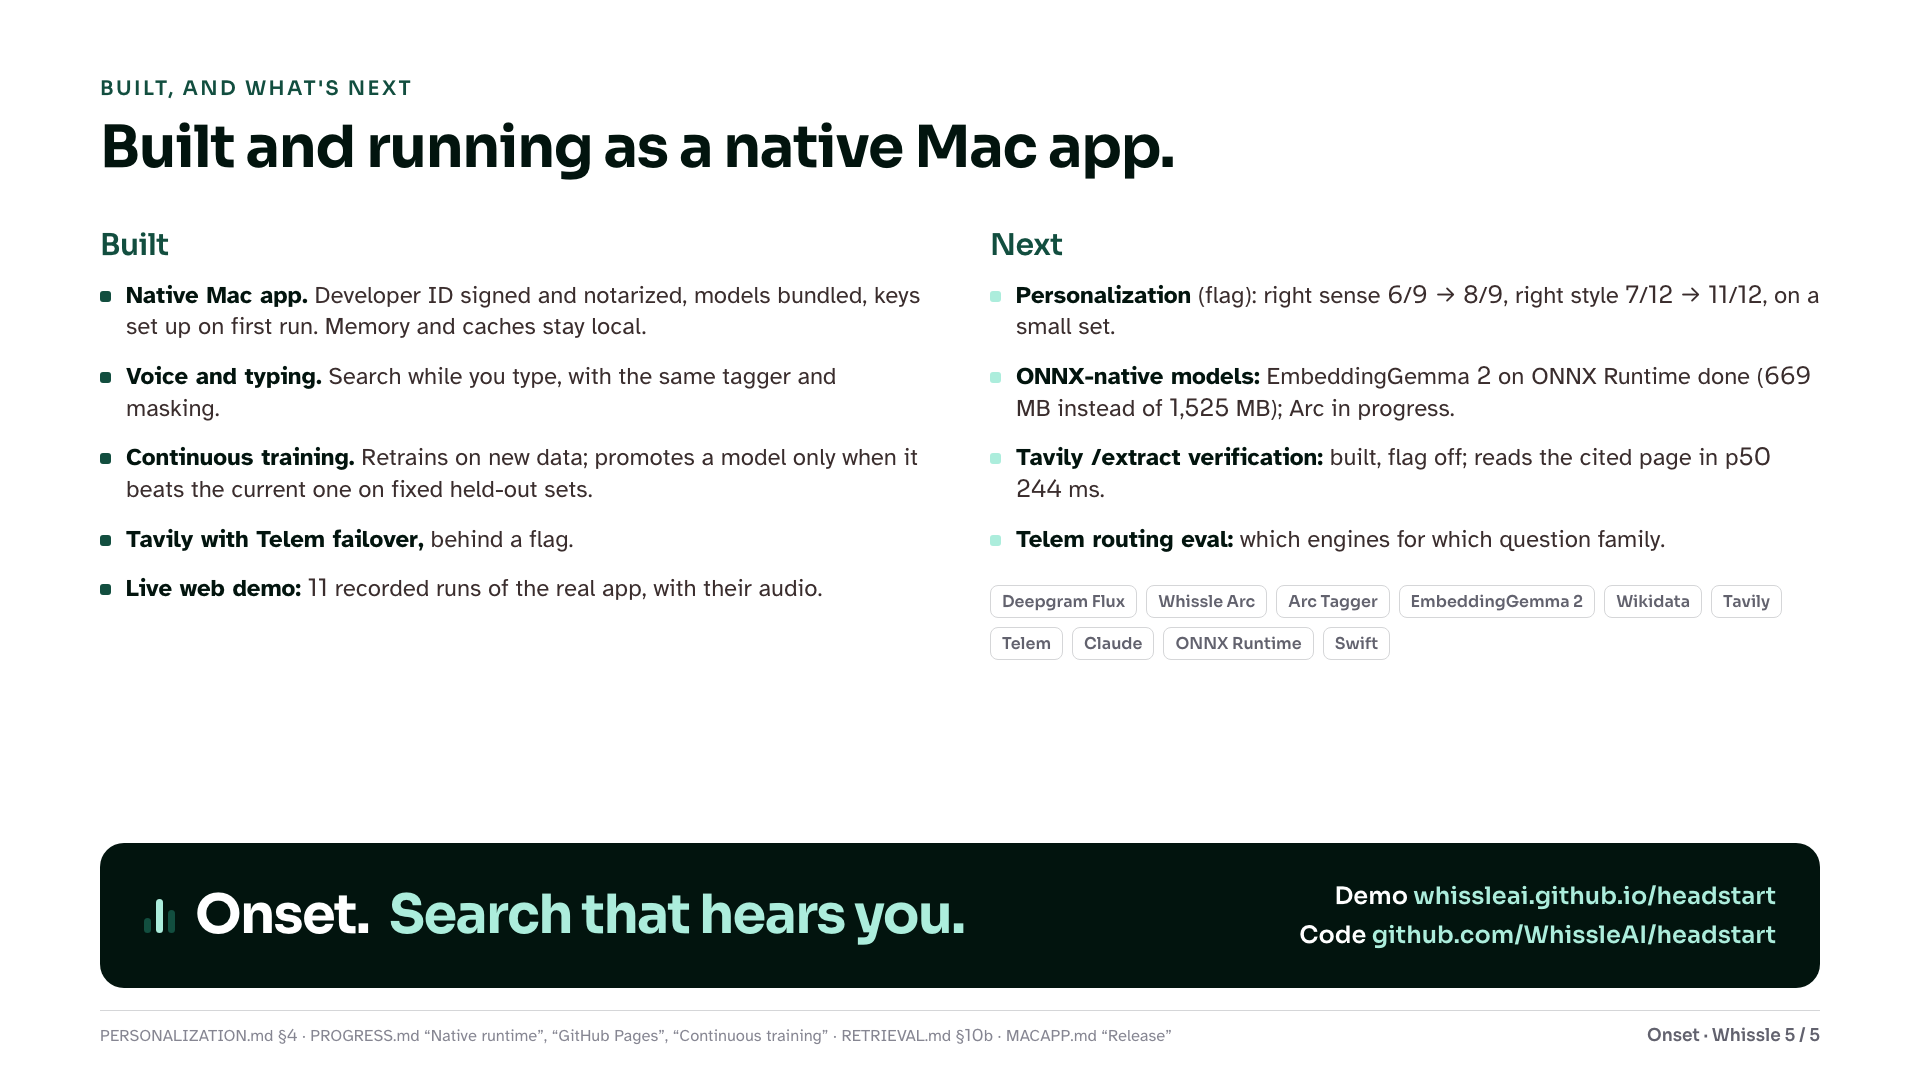 BUILT, AND WHAT'S NEXT
Built and running as a native Mac app.
Built
Native Mac app. Developer ID signed and notarized, models bundled, keys
set up on first run. Memory and caches stay local.
Voice and typing. Search while you type, with the same tagger and
masking.
Continuous training. Retrains on new data; promotes a model only when it
beats the current one on fixed held-out sets.
Tavily with Telem failover, behind a flag.
Live web demo: 11 recorded runs of the real app, with their audio.
Next
Personalization (flag): right sense 6/9 → 8/9, right style 7/12 → 11/12, on a
small set.
ONNX-native models: EmbeddingGemma 2 on ONNX Runtime done (669
MB instead of 1,525 MB); Arc in progress.
Tavily /extract verification: built, flag off; reads the cited page in p50
244 ms.
Telem routing eval: which engines for which question family.
Deepgram Flux Whissle Arc Arc Tagger EmbeddingGemma 2 Wikidata Tavily
Telem Claude ONNX Runtime Swift
Onset. Search that hears you.
Demo whissleai.github.io/headstart
Code github.com/WhissleAI/headstart
PERSONALIZATION.md §4 · PROGRESS.md “Native runtime”, “GitHub Pages”, “Continuous training” · RETRIEVAL.md §10b · MACAPP.md “Release”
Onset · Whissle 5 / 5